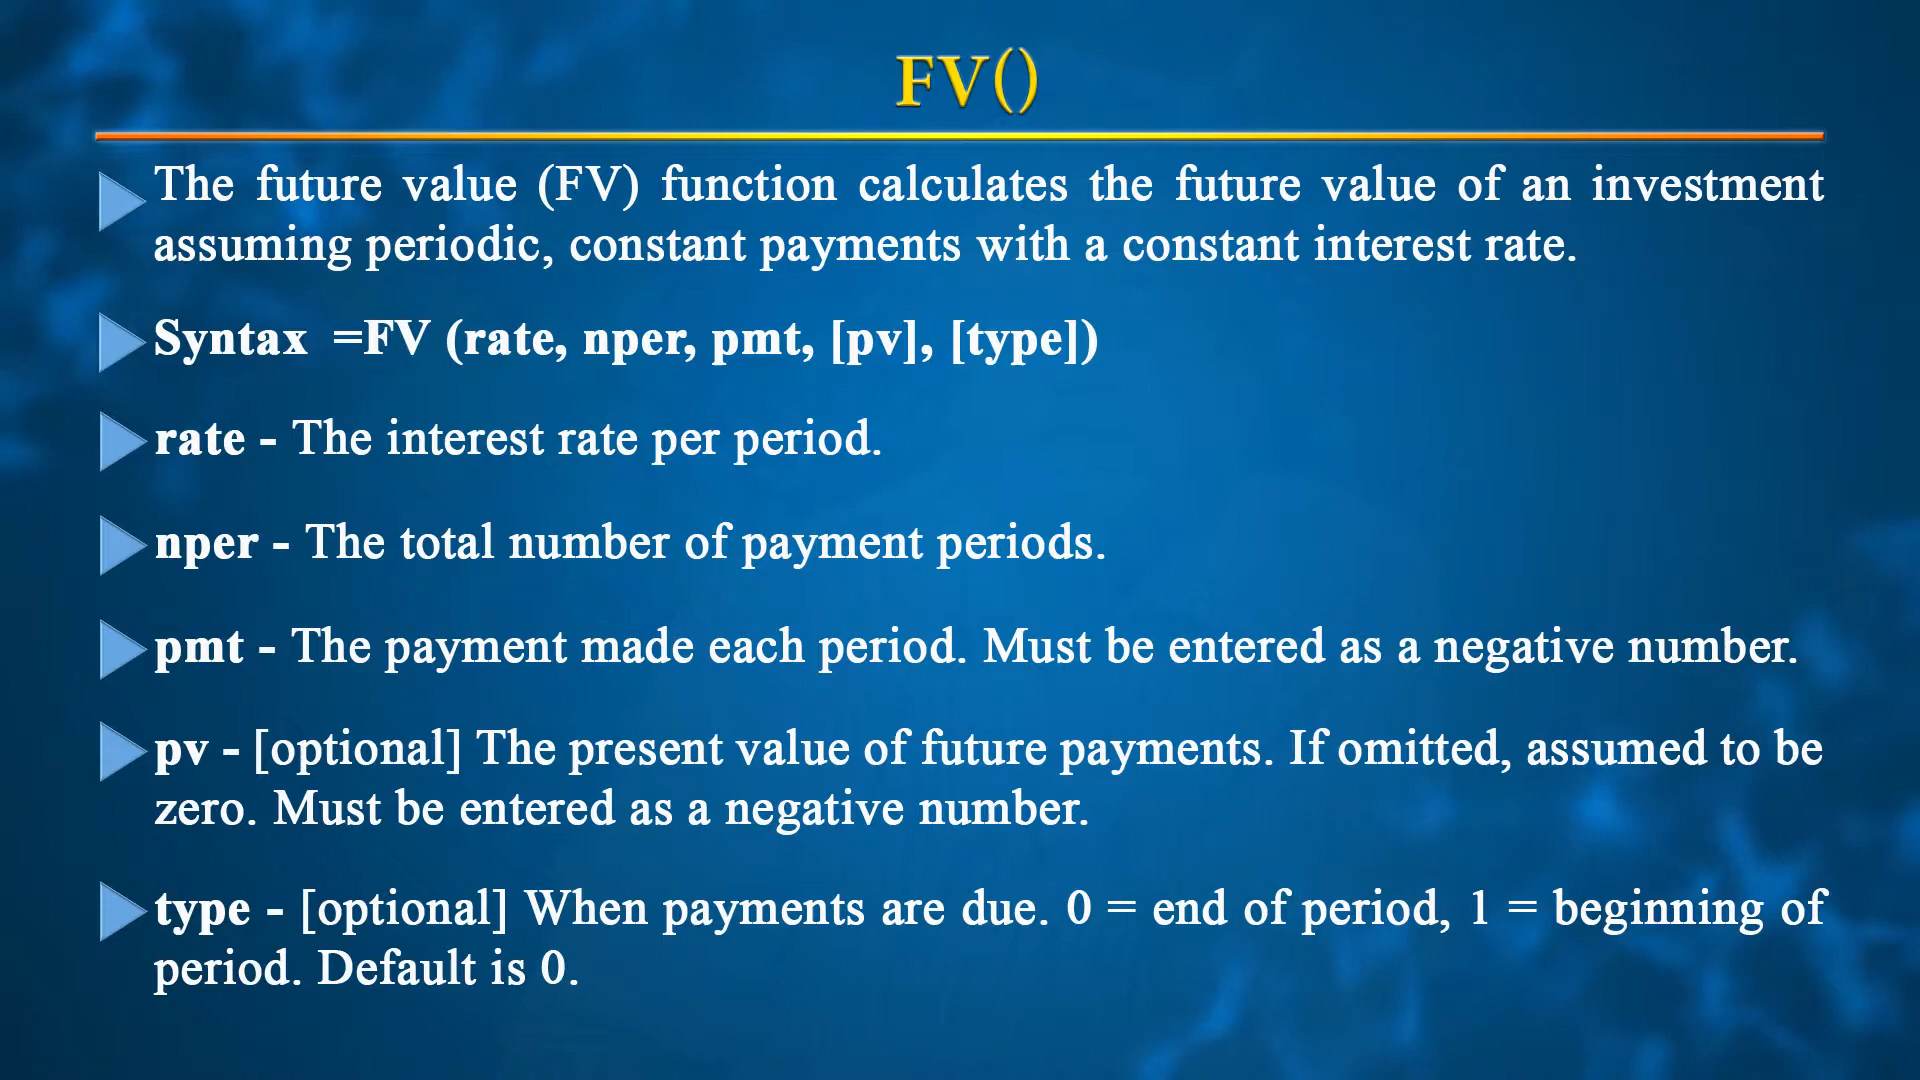 FV()
The future value (FV) function calculates the future value of an investment
assuming periodic, constant payments with a constant interest rate.
Syntax =FV (rate, nper, pmt, [pv], [type])
rate - The interest rate per period.
nper - The total number of payment periods.
pmt - The payment made each period. Must be entered as a negative number.
pv - [optional] The present value of future payments. If omitted, assumed to be
zero. Must be entered as a negative number.
type - [optional] When payments are due. 0 = end of period, 1 = beginning of
period. Default is 0.